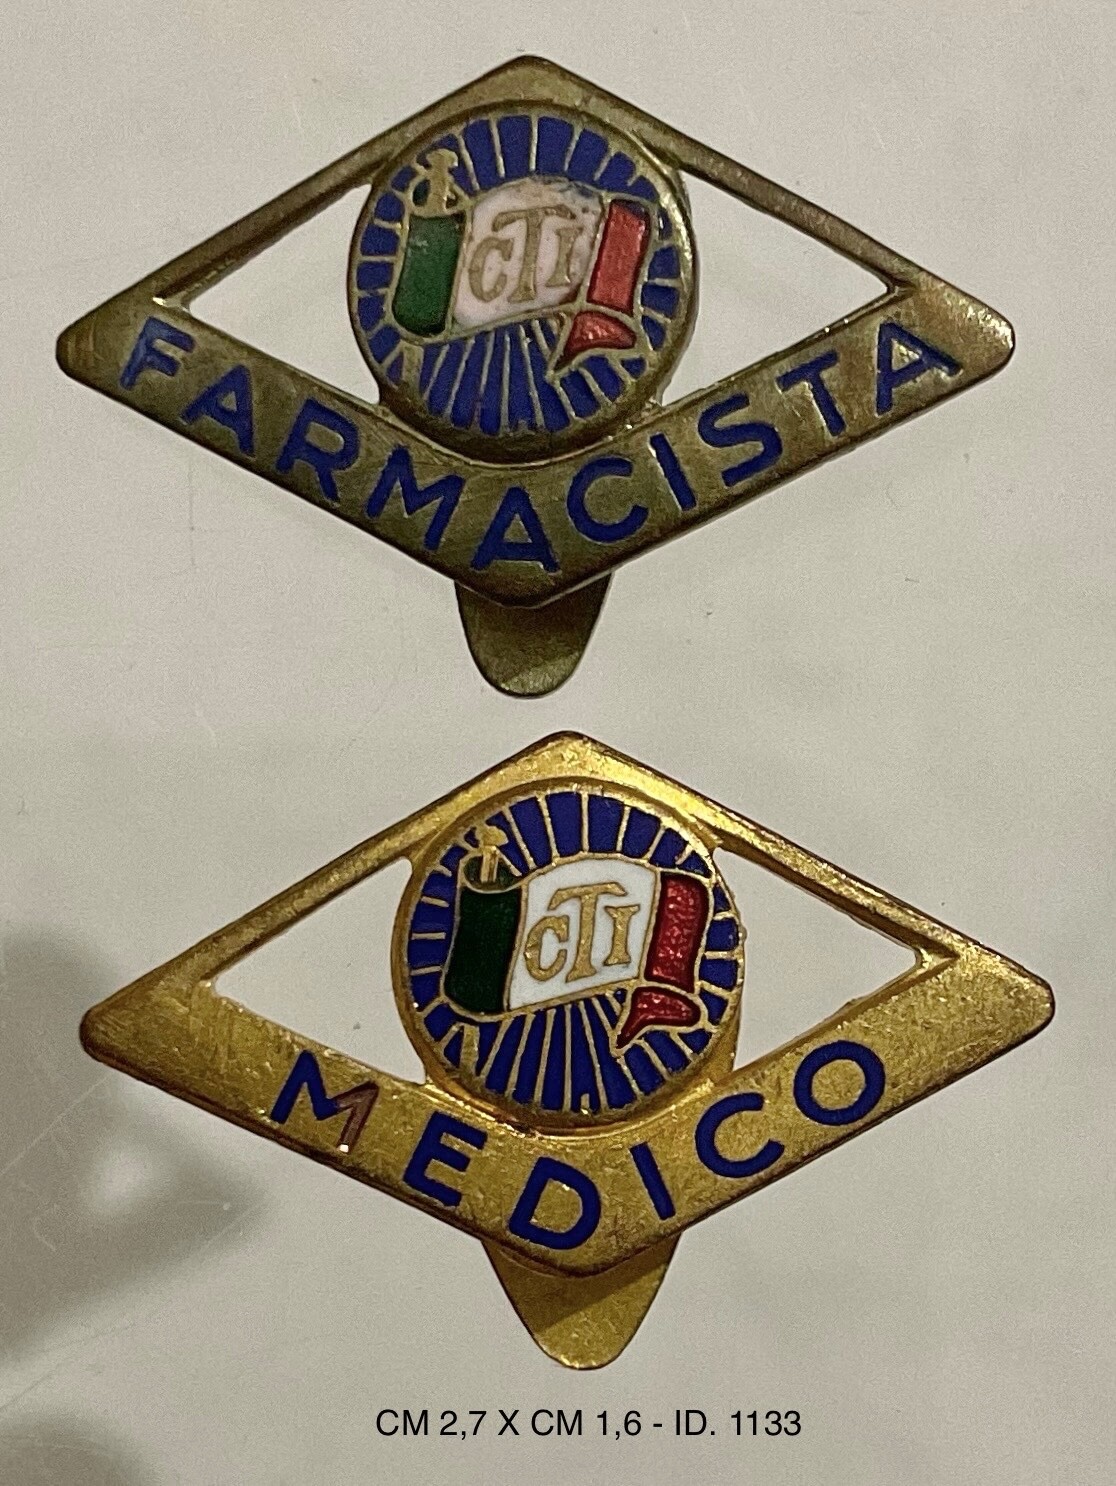 CTI
FARMACISTA
CTI
MEDICO
CM 2,7 X CM 1,6 - ID. 1133